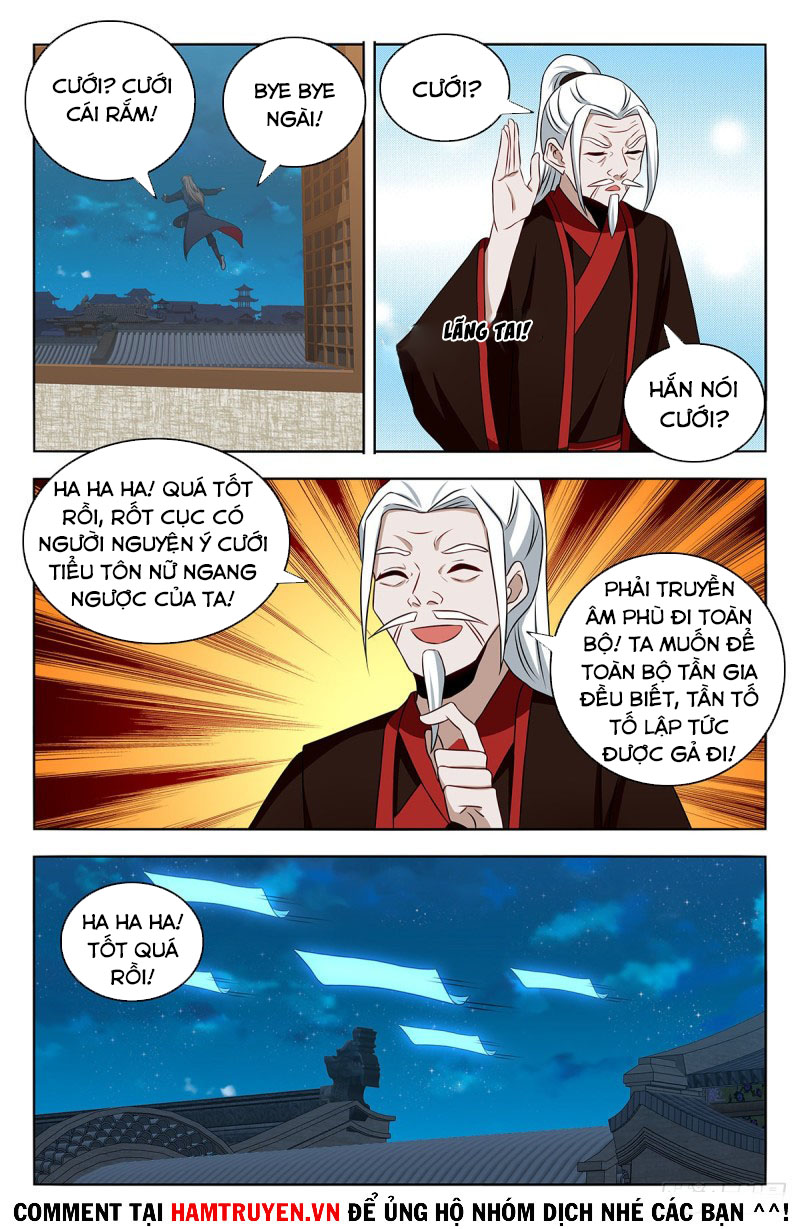 CƯỚI? CƯỚI
CÁI RẮM!
BYE BYE
NGÀI!
CƯỚI?
LÃNG TAI!
HẮN NÓI
CƯỚI?
HA HA HA! QUÁ TỐT
RỒI, RỐT CỤC CÓ
NGƯỜI NGUYỆN Ý CƯỚI
TIỂU TÔN NỮ NGANG
NGƯỢC CỦA TA!
PHẢI TRUYỀN
ÂM PHÙ ĐI TOÀN
BỘ! TA MUỐN ĐỂ
TOÀN BỘ TẦN GIA
ĐỀU BIẾT, TẦN TỐ
TỐ LẬP TỨC
ĐƯỢC GẢ ĐI!
HA HA HA!
TỐT QUÁ
RỒI!
COMMENT TẠI HAMTRUYEN.VN ĐỂ ỦNG HỘ NHÓM DỊCH NHÉ CÁC BẠN ^^!